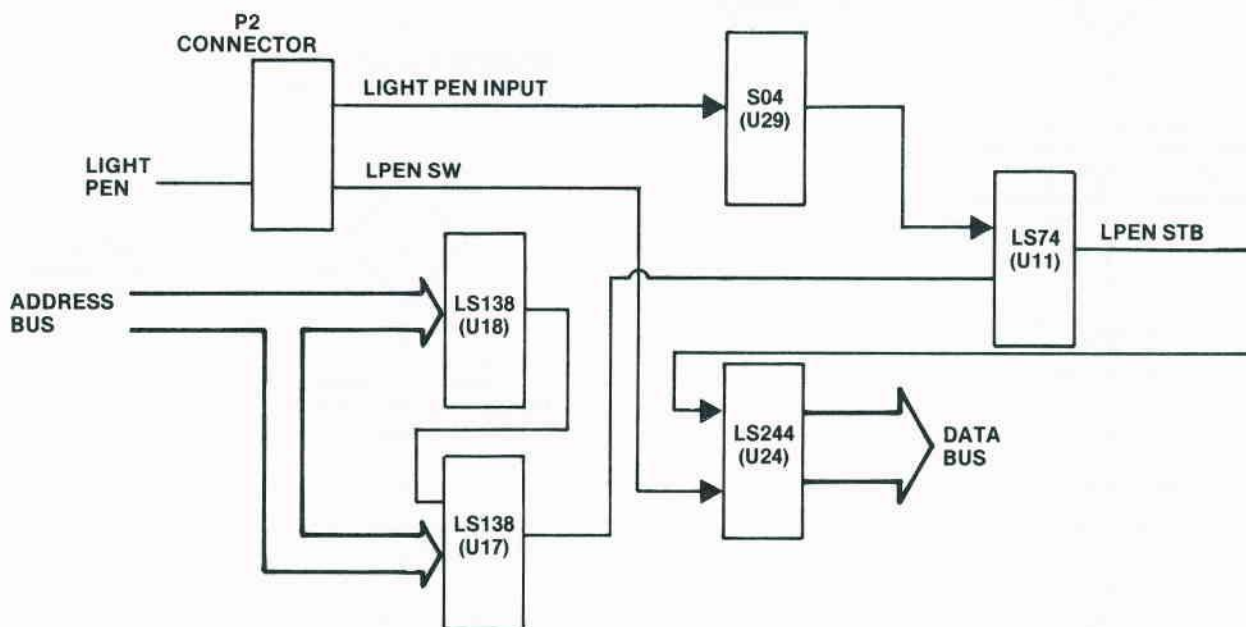 P2
CONNECTOR
LIGHT PEN INPUT
S04
(U29)
LIGHT
PEN
LPEN SW
LS74
(U11)
LPEN STB
ADDRESS
BUS
LS138
(U18)
LS244
(U24)
DATA
BUS
LS138
(U17)